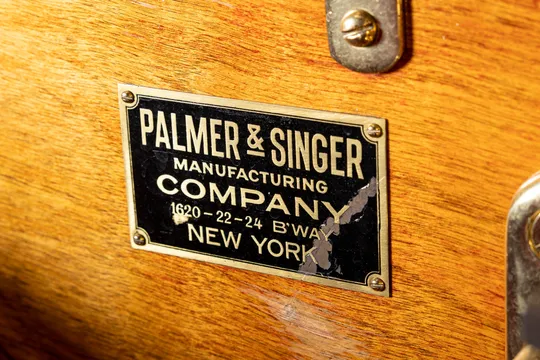 PALMER & SINGER
MANUFACTURING
COMPANY
1620-22-24 B'WAY
NEW YORK